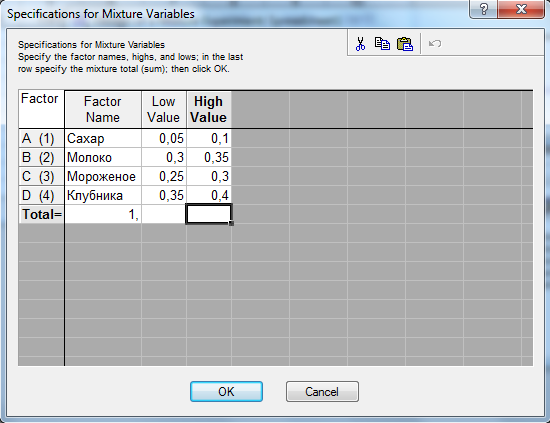 Specifications for Mixture Variables
Specifications for Mixture Variables
Specify the factor names, highs, and lows; in the last
row specify the mixture total (sum); then click OK.
Factor Factor Name Low Value High Value
A (1) Сахар 0,05 0,1
B (2) Молоко 0,3 0,35
C (3) Мороженое 0,25 0,3
D (4) Клубника 0,35 0,4
Total= 1,
OK Cancel